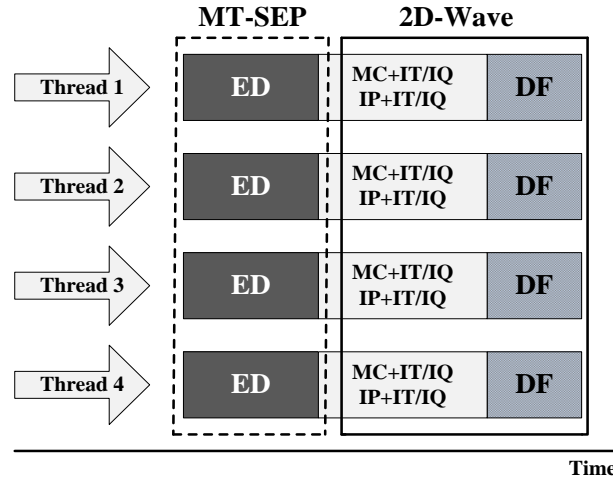 MT-SEP
2D-Wave
Thread 1
ED
MC+IT/IQ
IP+IT/IQ
DF
Thread 2
ED
MC+IT/IQ
IP+IT/IQ
DF
Thread 3
ED
MC+IT/IQ
IP+IT/IQ
DF
Thread 4
ED
MC+IT/IQ
IP+IT/IQ
DF
Time